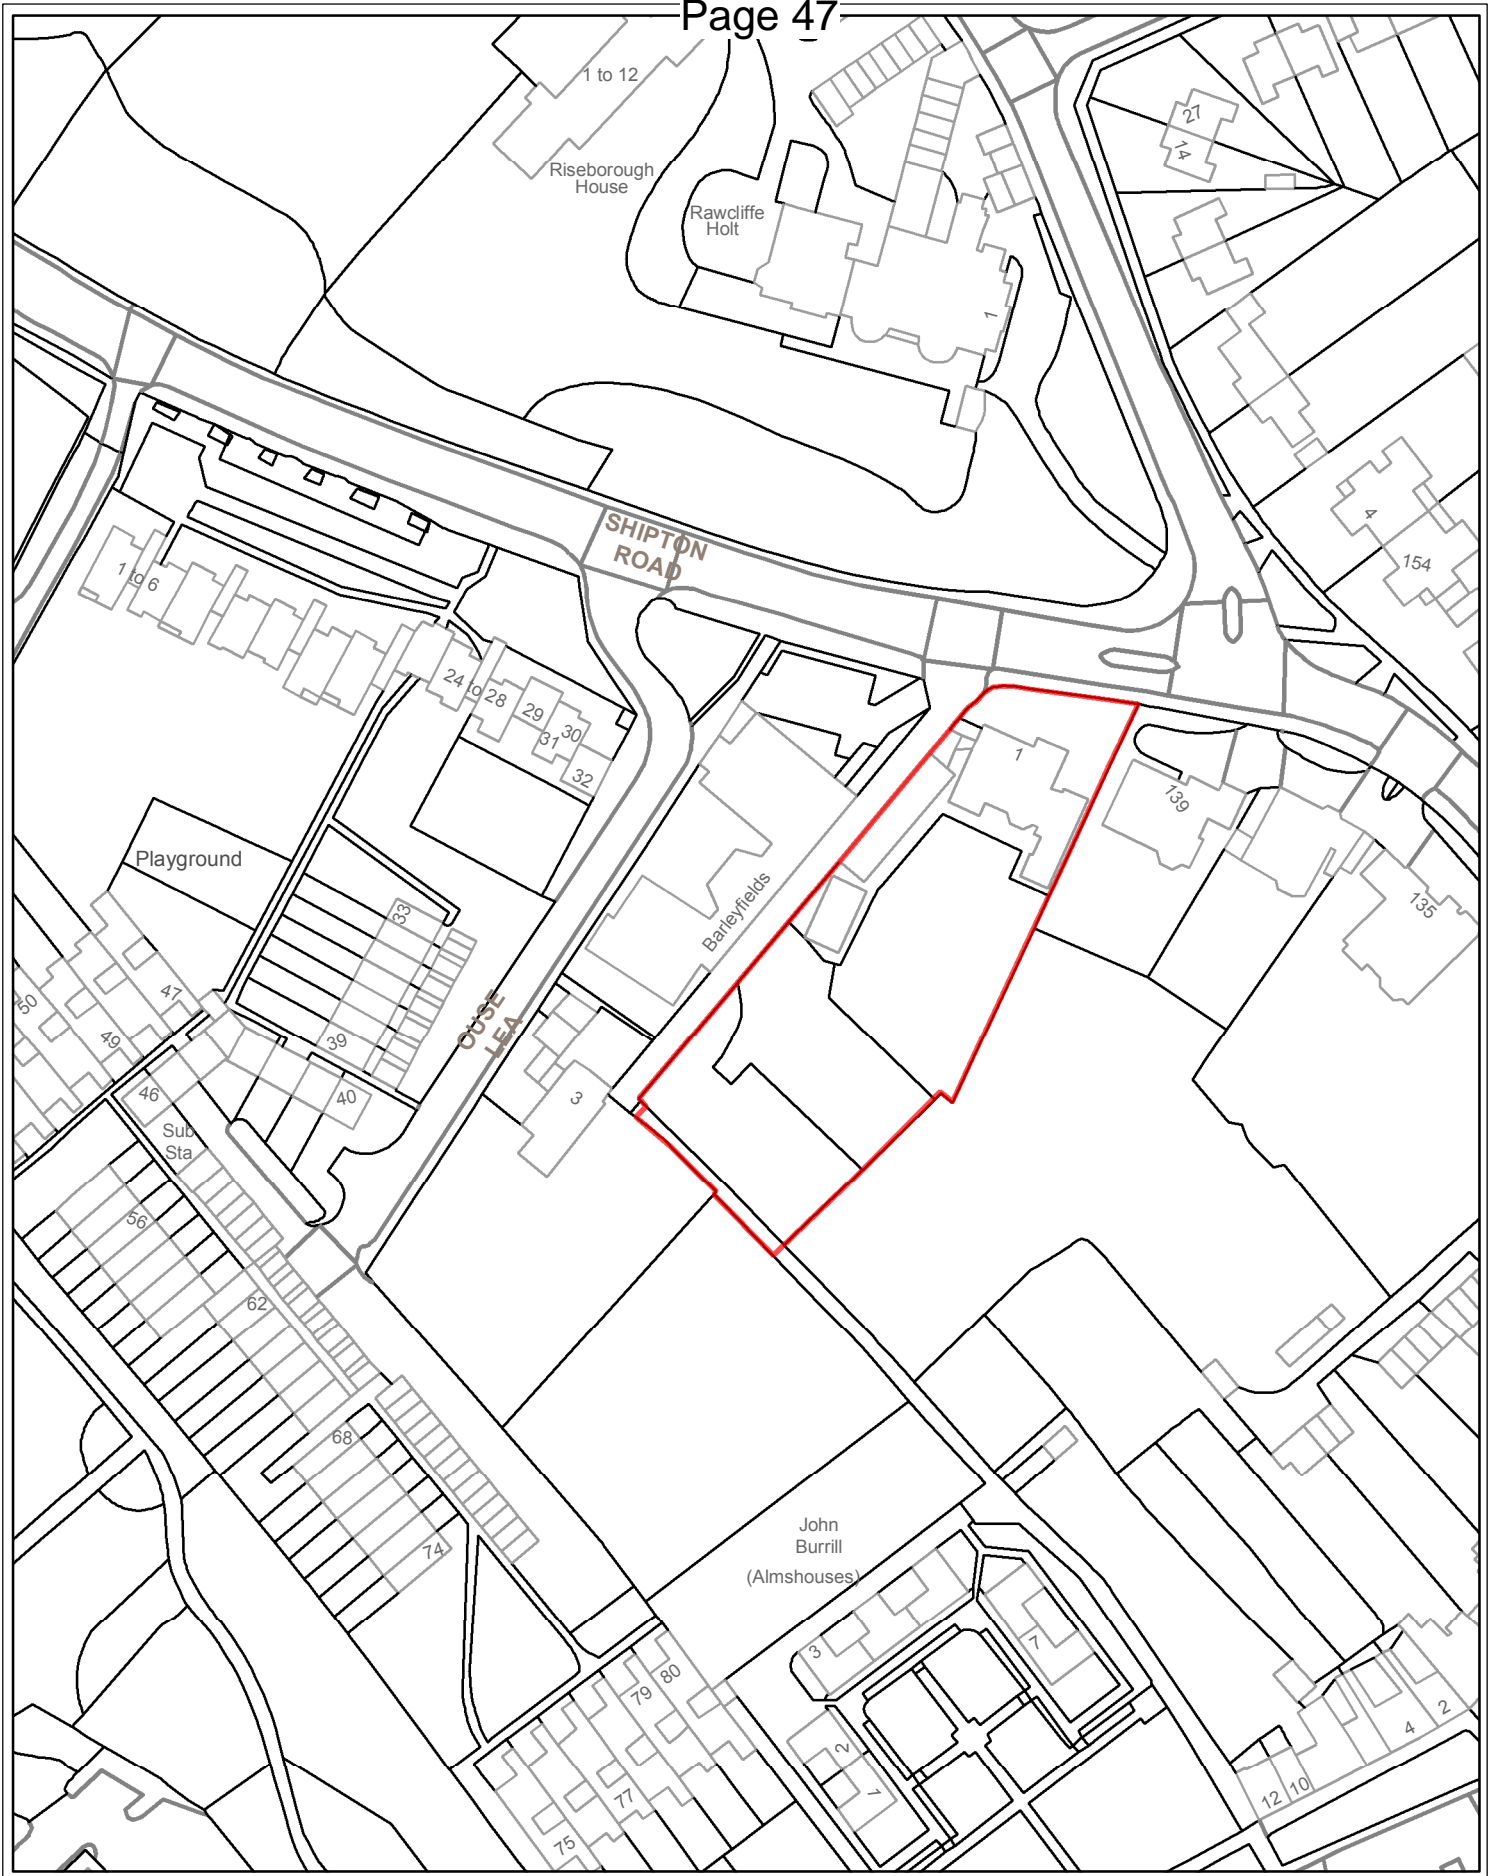 Page 47
1 to 12
Riseborough
House
Rawcliffe
Holt
1
27
14
4
154
SHIPTON
ROAD
1 to 6
24 to 28
29
30
31
32
1
139
135
Playground
Barleyfields
33
39
40
OUSE
LEA
3
50
49
47
46
Sub
Sta
56
62
68
74
John
Burrill
(Almshouses)
3
7
2
1
80
79
77
75
12
10
4
2